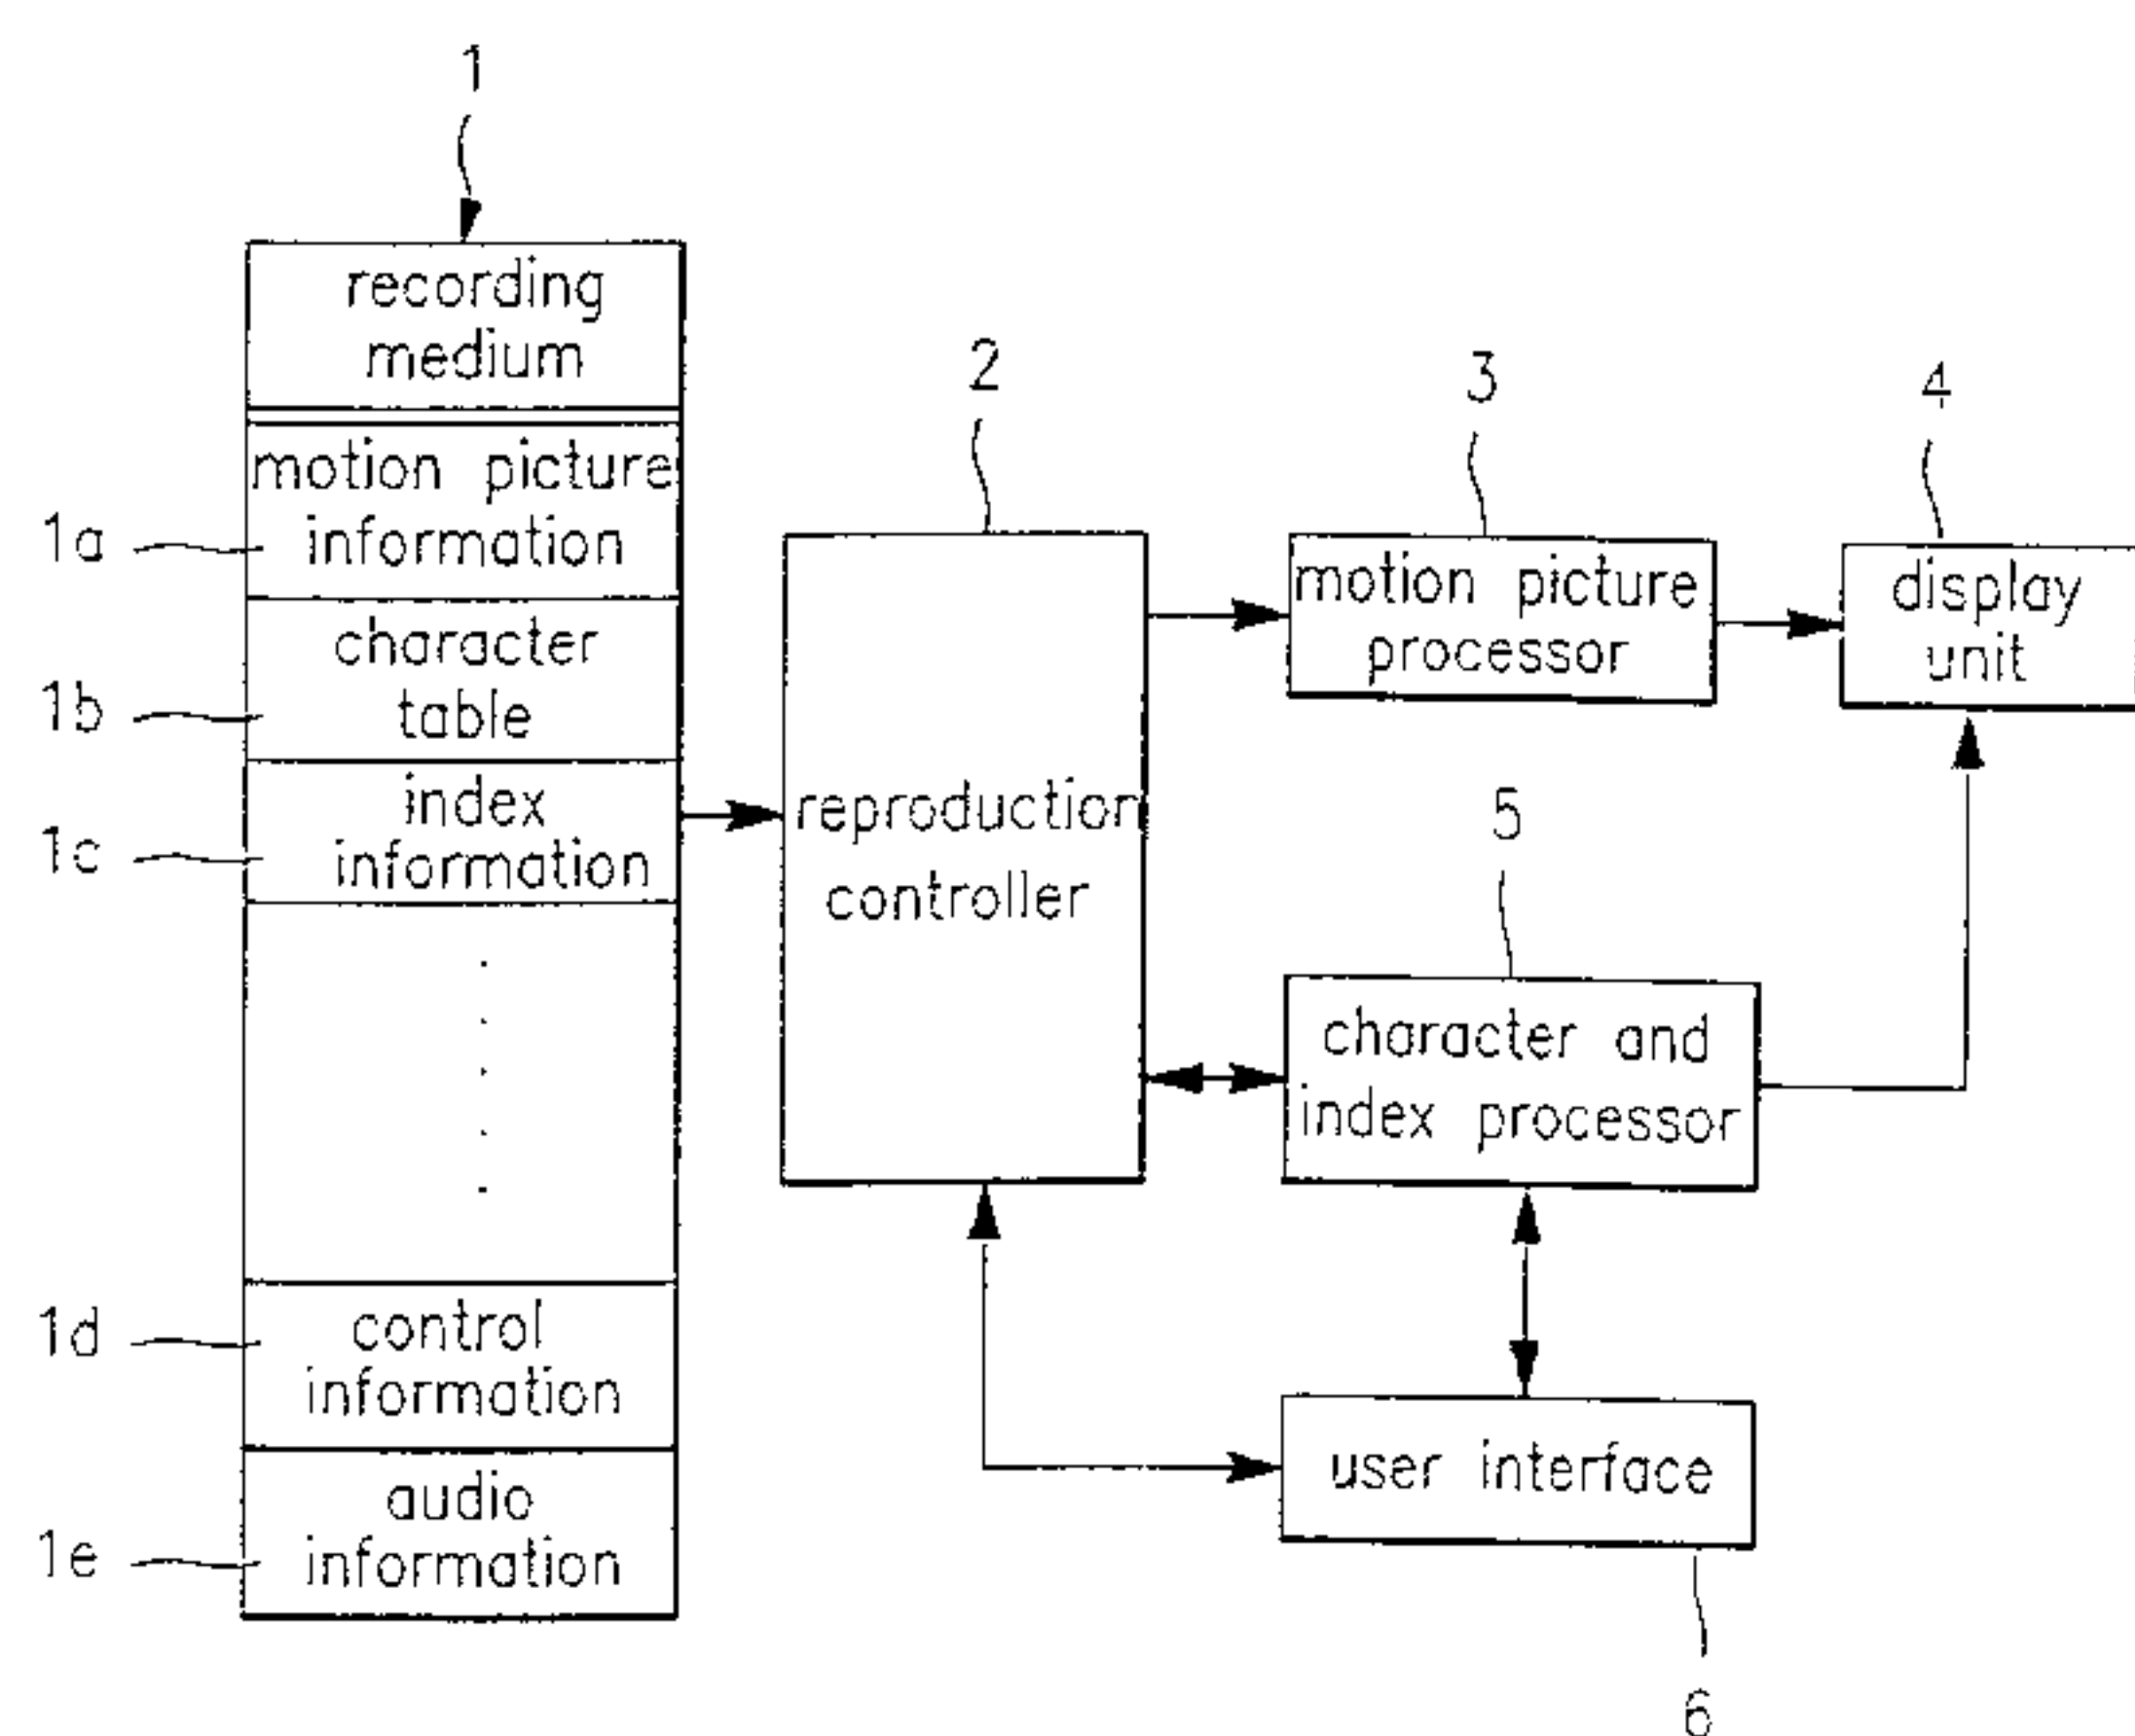 1
recording
medium
1a
motion picture
information
1b
character
table
1c
index
information
1d
control
information
1e
audio
information
2
reproduction
controller
3
motion picture
processor
4
display
unit
5
character and
index processor
user interface
6